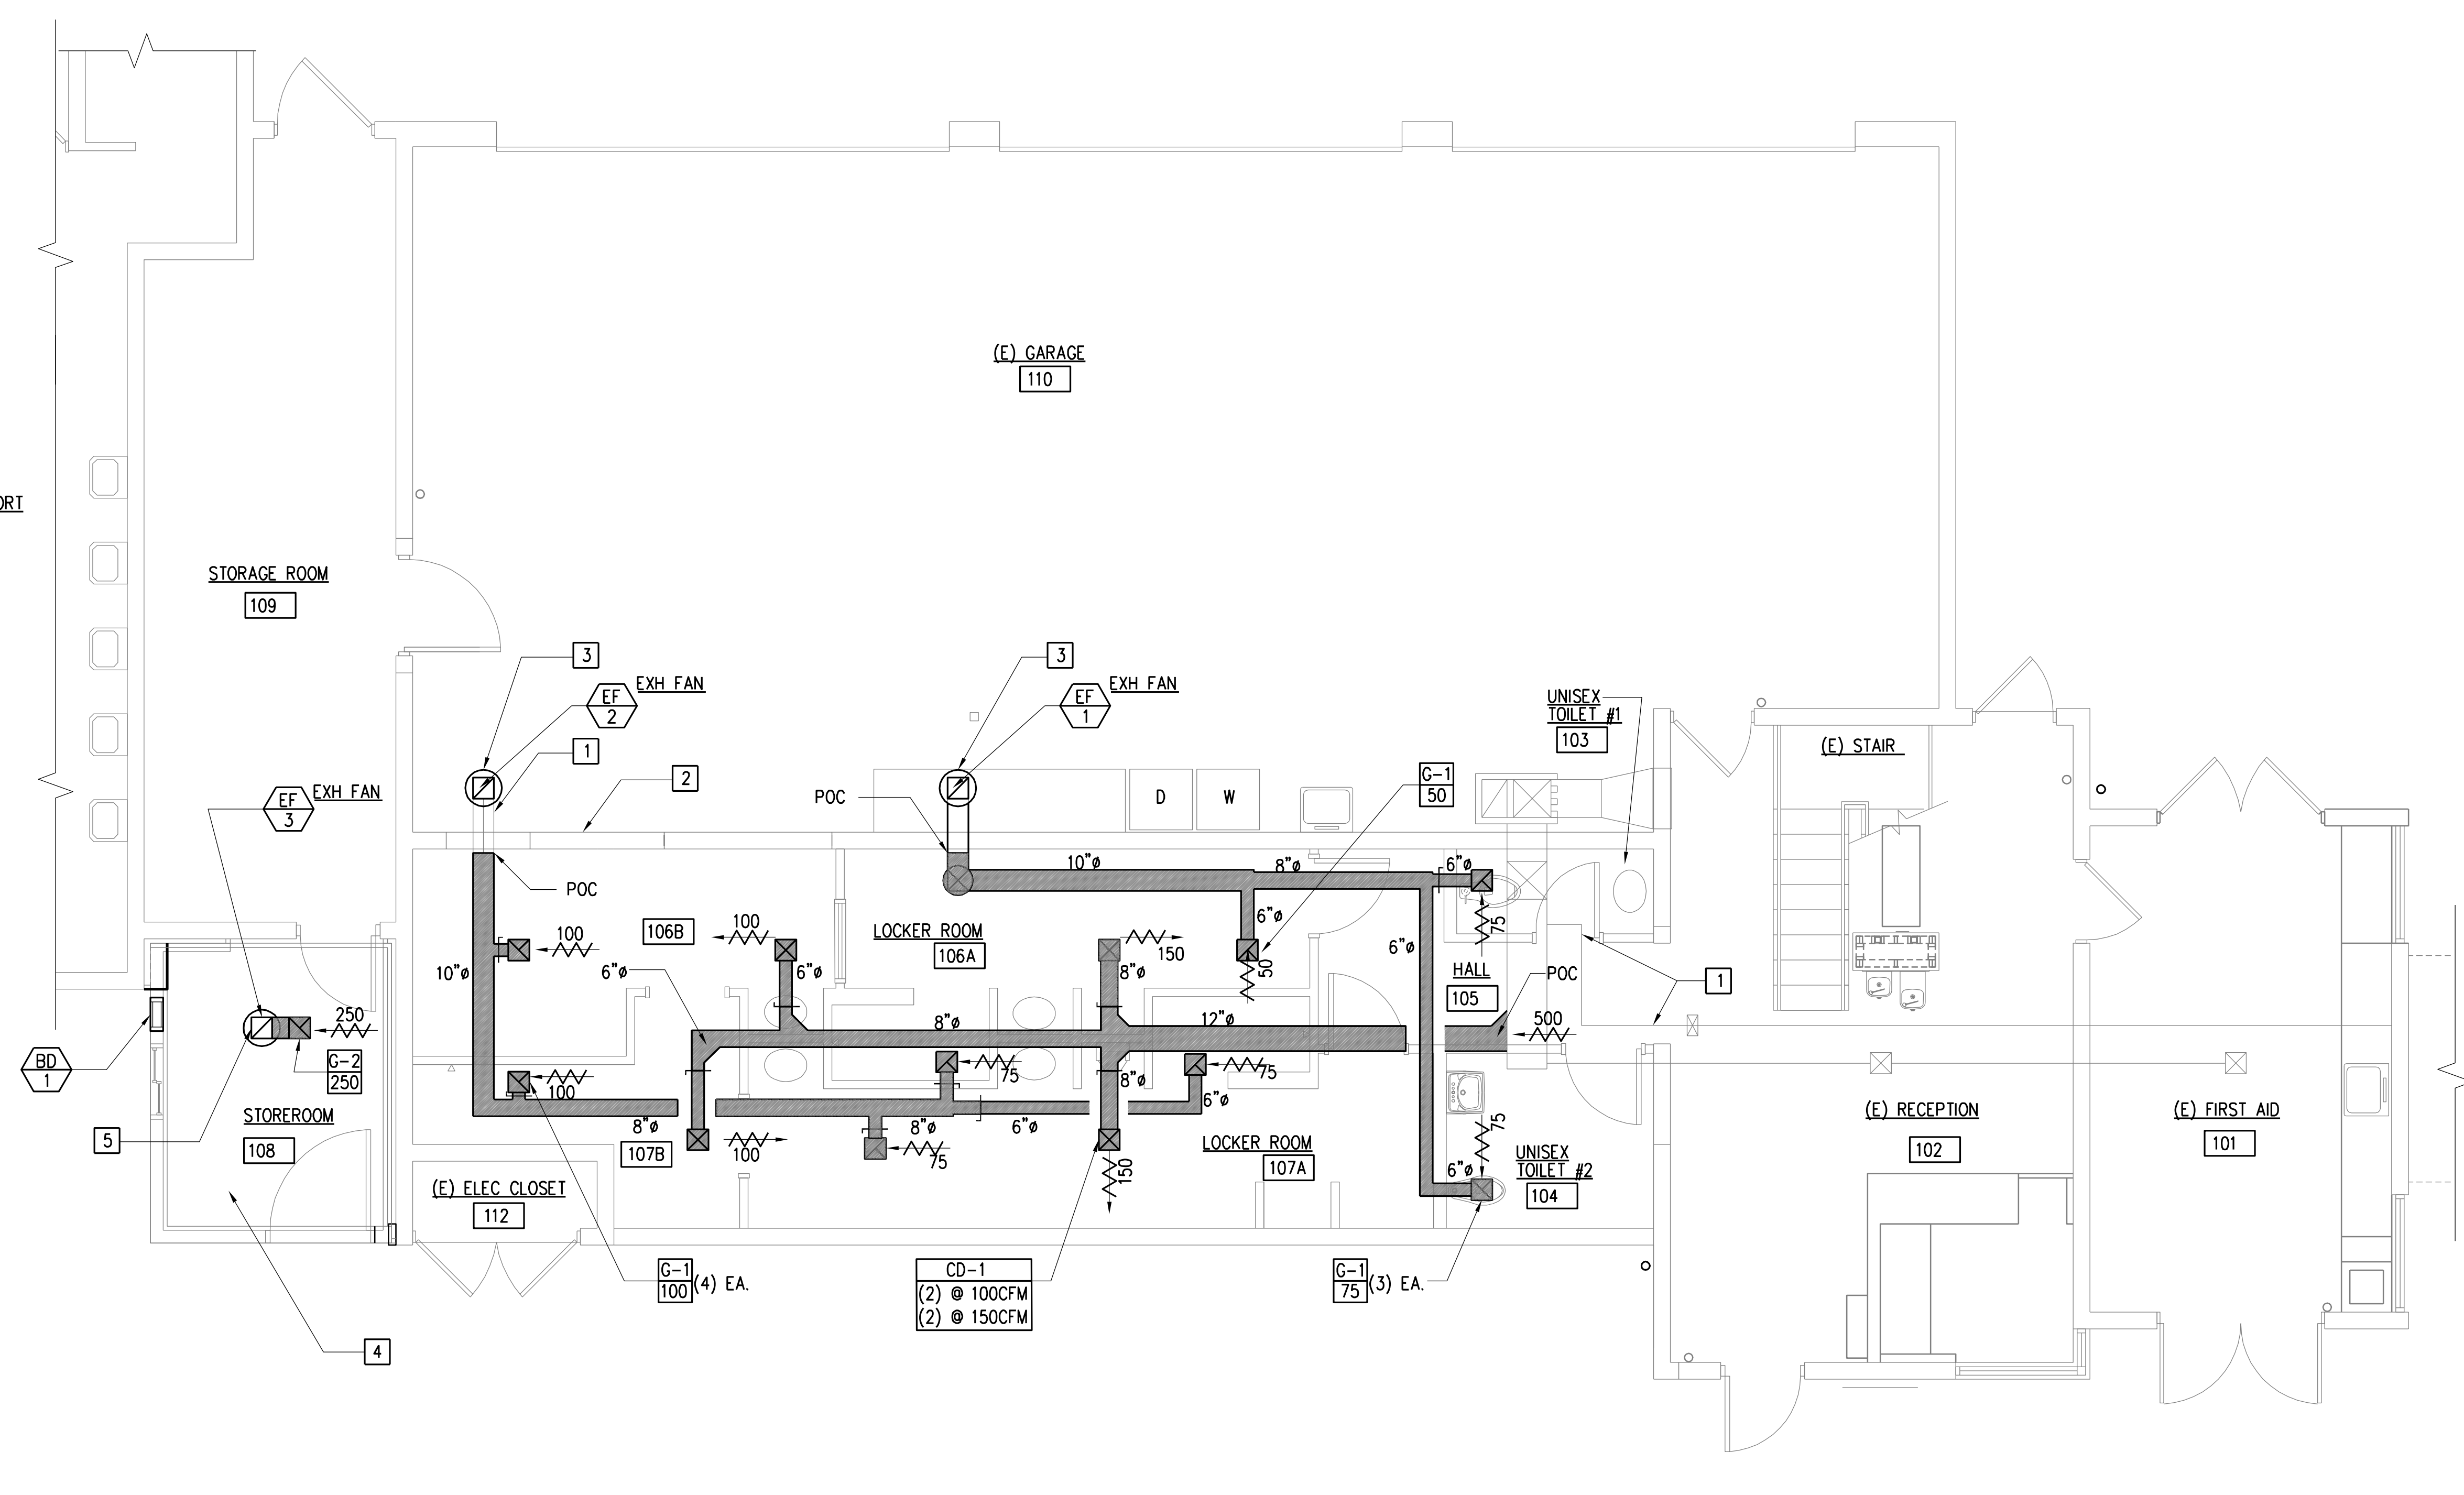 (E) GARAGE
110
ORT
STORAGE ROOM
109
3
EXH FAN
EF
2
1
2
3
EXH FAN
EF
1
UNISEX
TOILET #1
103
(E) STAIR
EXH FAN
EF
3
POC
D
W
G-1
50
POC
10"ø
8"ø
6"ø
6"ø
50
75
6"ø
HALL
105
POC
1
500
106B
LOCKER ROOM
106A
100
100
10"ø
6"ø
6"ø
8"ø
150
8"ø
12"ø
250
G-2
250
BD
1
5
STOREROOM
108
4
100
75
75
8"ø
6"ø
8"ø
8"ø
6"ø
107B
100
75
150
LOCKER ROOM
107A
75
6"ø
UNISEX
TOILET #2
104
(E) RECEPTION
102
(E) FIRST AID
101
(E) ELEC CLOSET
112
G-1
100
(4) EA.
CD-1
(2) @ 100CFM
(2) @ 150CFM
G-1
75
(3) EA.